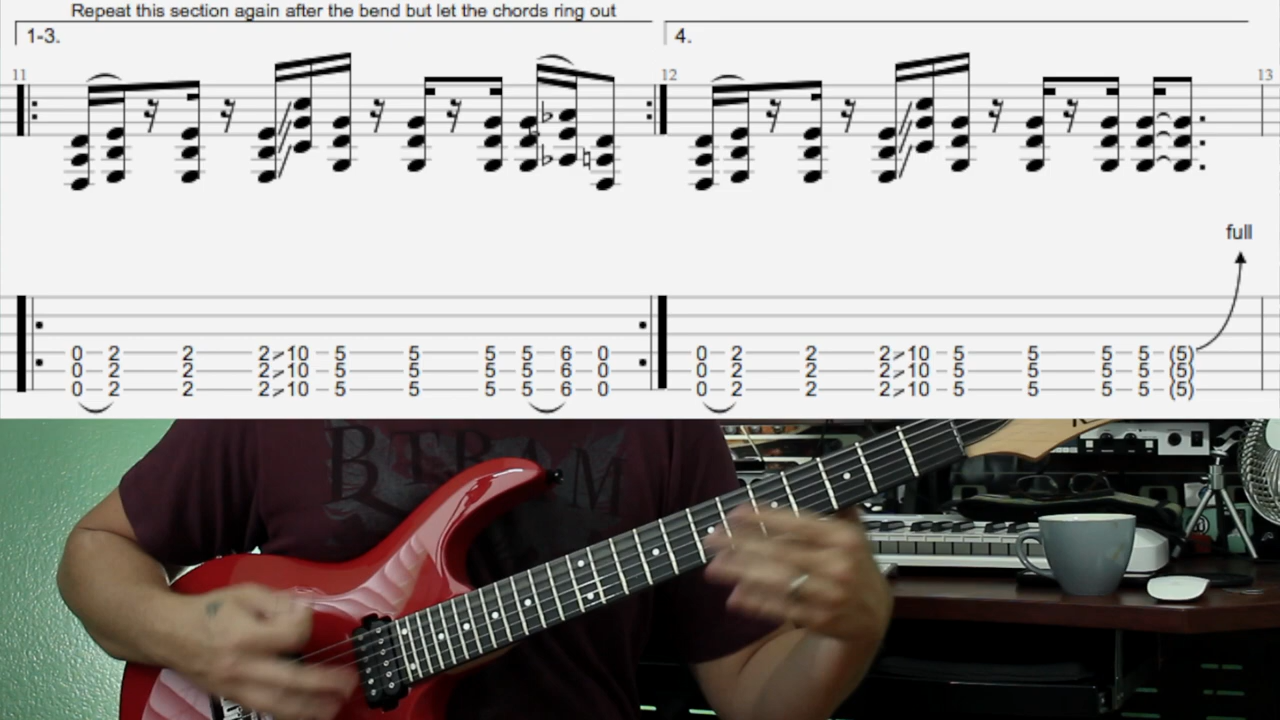 Repeat this section again after the bend but let the chords ring out
1-3.
4.
11
12
13
full
0 2 2 2 10 5 5 5 5 6 0 0 2 2 2 10 5 5 5 (5)
0 2 2 2 10 5 5 5 5 6 0 0 2 2 2 10 5 5 5 (5)
0 2 2 2 10 5 5 5 5 6 0 0 2 2 2 10 5 5 5 (5)